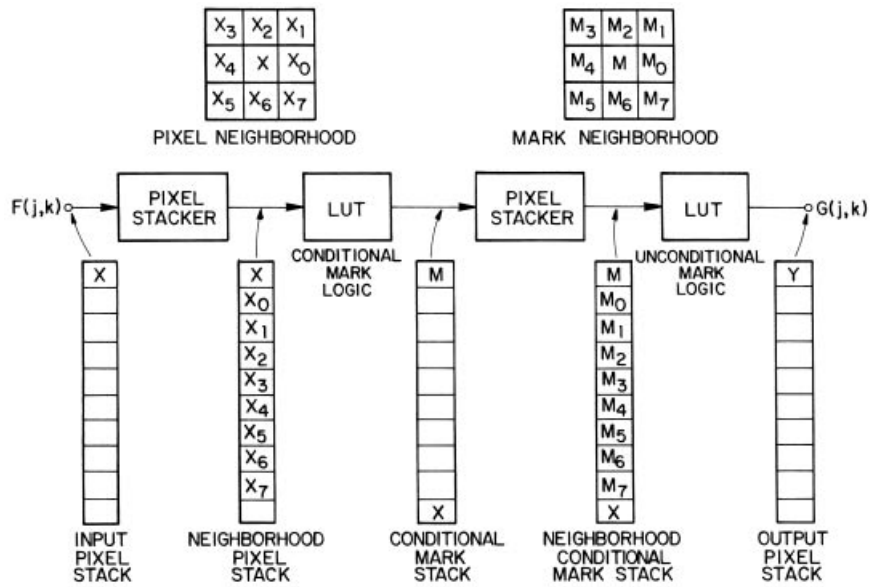 X3 X2 X1
X4 X X0
X5 X6 X7
PIXEL NEIGHBORHOOD
M3 M2 M1
M4 M M0
M5 M6 M7
MARK NEIGHBORHOOD
F(j,k)
PIXEL
STACKER
LUT
PIXEL
STACKER
LUT
G(j,k)
CONDITIONAL
MARK
LOGIC
UNCONDITIONAL
MARK
LOGIC
X
INPUT
PIXEL
STACK
X
X0
X1
X2
X3
X4
X5
X6
X7
NEIGHBORHOOD
PIXEL
STACK
M
X
CONDITIONAL
MARK
STACK
M
M0
M1
M2
M3
M4
M5
M6
M7
X
NEIGHBORHOOD
CONDITIONAL
MARK STACK
Y
OUTPUT
PIXEL
STACK